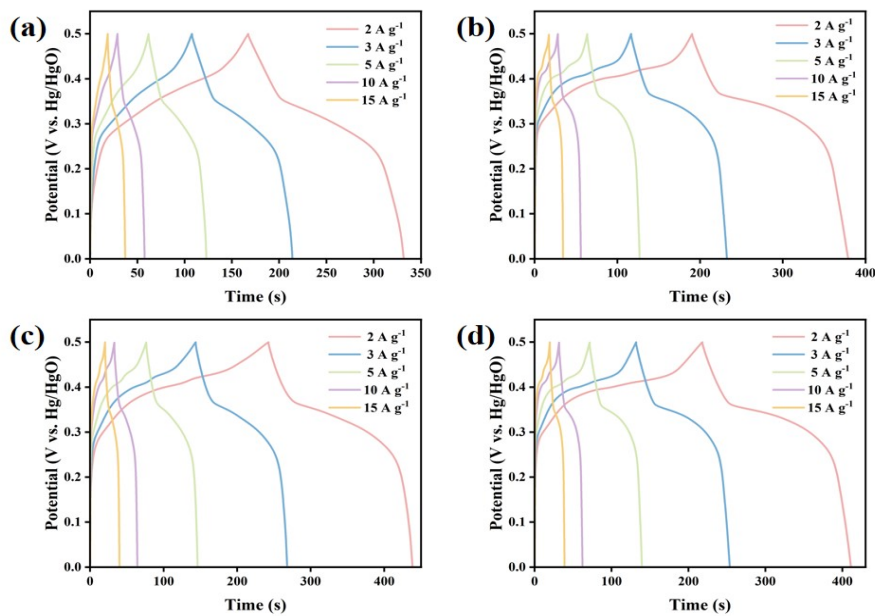 (a)
0.5
0.4
0.3
0.2
0.1
0.0
Potential (V vs. Hg/HgO)
2 A g⁻¹
3 A g⁻¹
5 A g⁻¹
10 A g⁻¹
15 A g⁻¹
0 50 100 150 200 250 300 350
Time (s)
(b)
0.5
0.4
0.3
0.2
0.1
0.0
Potential (V vs. Hg/HgO)
2 A g⁻¹
3 A g⁻¹
5 A g⁻¹
10 A g⁻¹
15 A g⁻¹
0 100 200 300 400
Time (s)
(c)
0.5
0.4
0.3
0.2
0.1
0.0
Potential (V vs. Hg/HgO)
2 A g⁻¹
3 A g⁻¹
5 A g⁻¹
10 A g⁻¹
15 A g⁻¹
0 100 200 300 400
Time (s)
(d)
0.5
0.4
0.3
0.2
0.1
0.0
Potential (V vs. Hg/HgO)
2 A g⁻¹
3 A g⁻¹
5 A g⁻¹
10 A g⁻¹
15 A g⁻¹
0 100 200 300 400
Time (s)